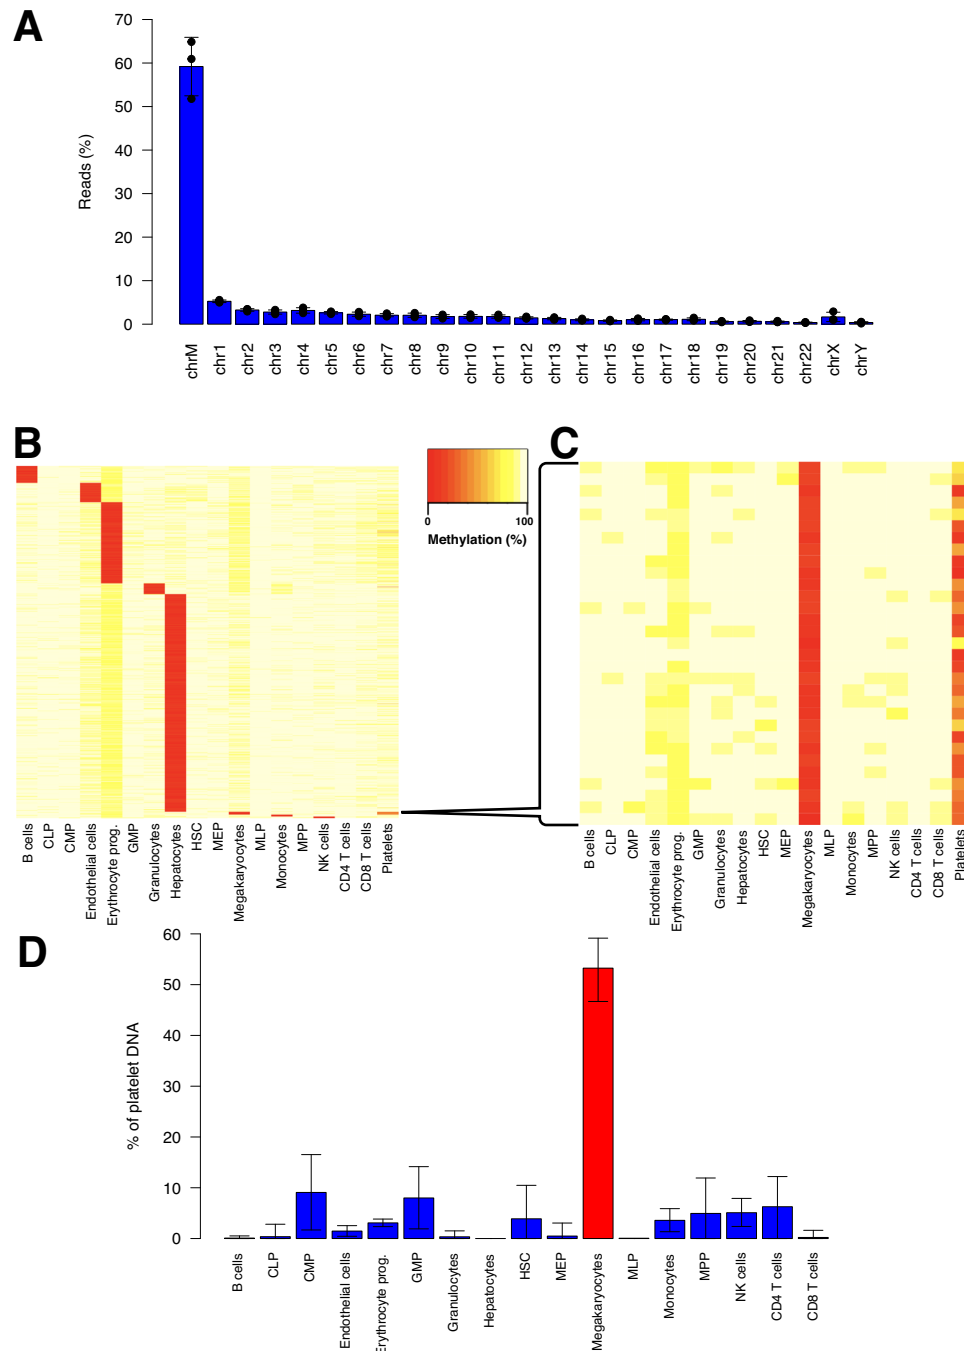 A
70
60
50
40
30
20
10
0
Reads (%)
chrM chr1 chr2 chr3 chr4 chr5 chr6 chr7 chr8 chr9 chr10 chr11 chr12 chr13 chr14 chr15 chr16 chr17 chr18 chr19 chr20 chr21 chr22 chrX chrY
B
0 100
Methylation (%)
C
B cells CLP CMP Endothelial cells Erythrocyte prog. GMP Granulocytes Hepatocytes HSC MEP Megakaryocytes MLP Monocytes MPP NK cells CD4 T cells CD8 T cells Platelets
B cells CLP CMP Endothelial cells Erythrocyte prog. GMP Granulocytes Hepatocytes HSC MEP Megakaryocytes MLP Monocytes MPP NK cells CD4 T cells CD8 T cells Platelets
D
60
50
40
30
20
10
0
% of platelet DNA
B cells CLP CMP Endothelial cells Erythrocyte prog. GMP Granulocytes Hepatocytes HSC MEP Megakaryocytes MLP Monocytes MPP NK cells CD4 T cells CD8 T cells